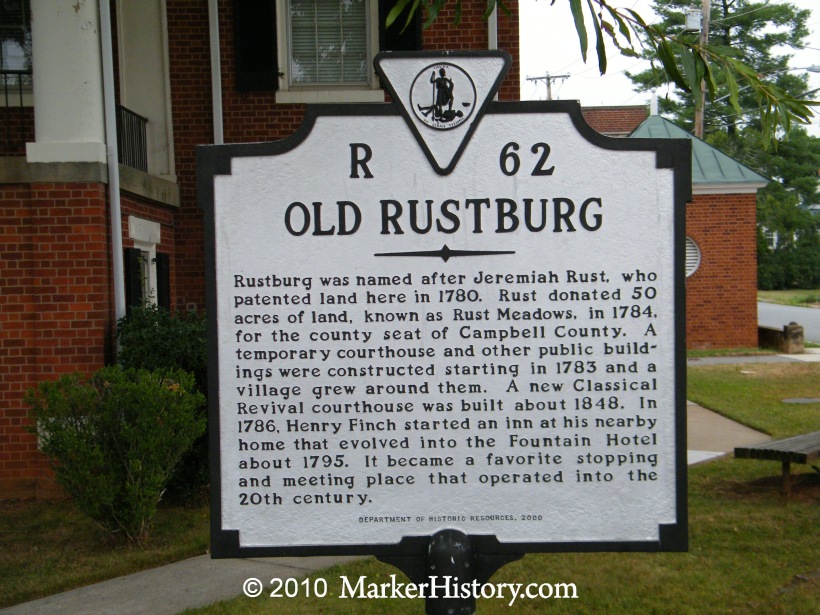 R 62
OLD RUSTBURG
Rustburg was named after Jeremiah Rust, who
patented land here in 1780. Rust donated 50
acres of land, known as Rust Meadows, in 1784,
for the county seat of Campbell County. A
temporary courthouse and other public build-
ings were constructed starting in 1783 and a
village grew around them. A new Classical
Revival courthouse was built about 1848. In
1786, Henry Finch started an inn at his nearby
home that evolved into the Fountain Hotel
about 1795. It became a favorite stopping
and meeting place that operated into the
20th century.
DEPARTMENT OF HISTORIC RESOURCES, 2000
© 2010 MarkerHistory.com